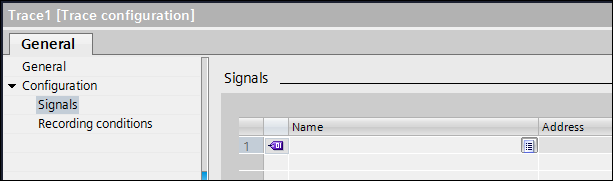 Trace1 [Trace configuration]
General
General
Configuration
Signals
Recording conditions
Signals
Name Address
1